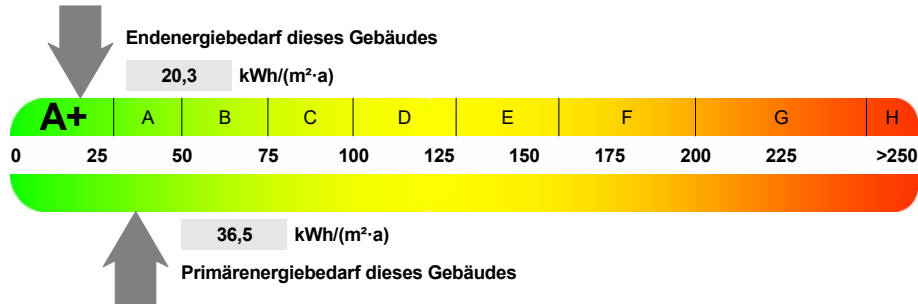 Endenergiebedarf dieses Gebäudes
20,3 kWh/(m²·a)
A+ A B C D E F G H
0 25 50 75 100 125 150 175 200 225 >250
36,5 kWh/(m²·a)
Primärenergiebedarf dieses Gebäudes